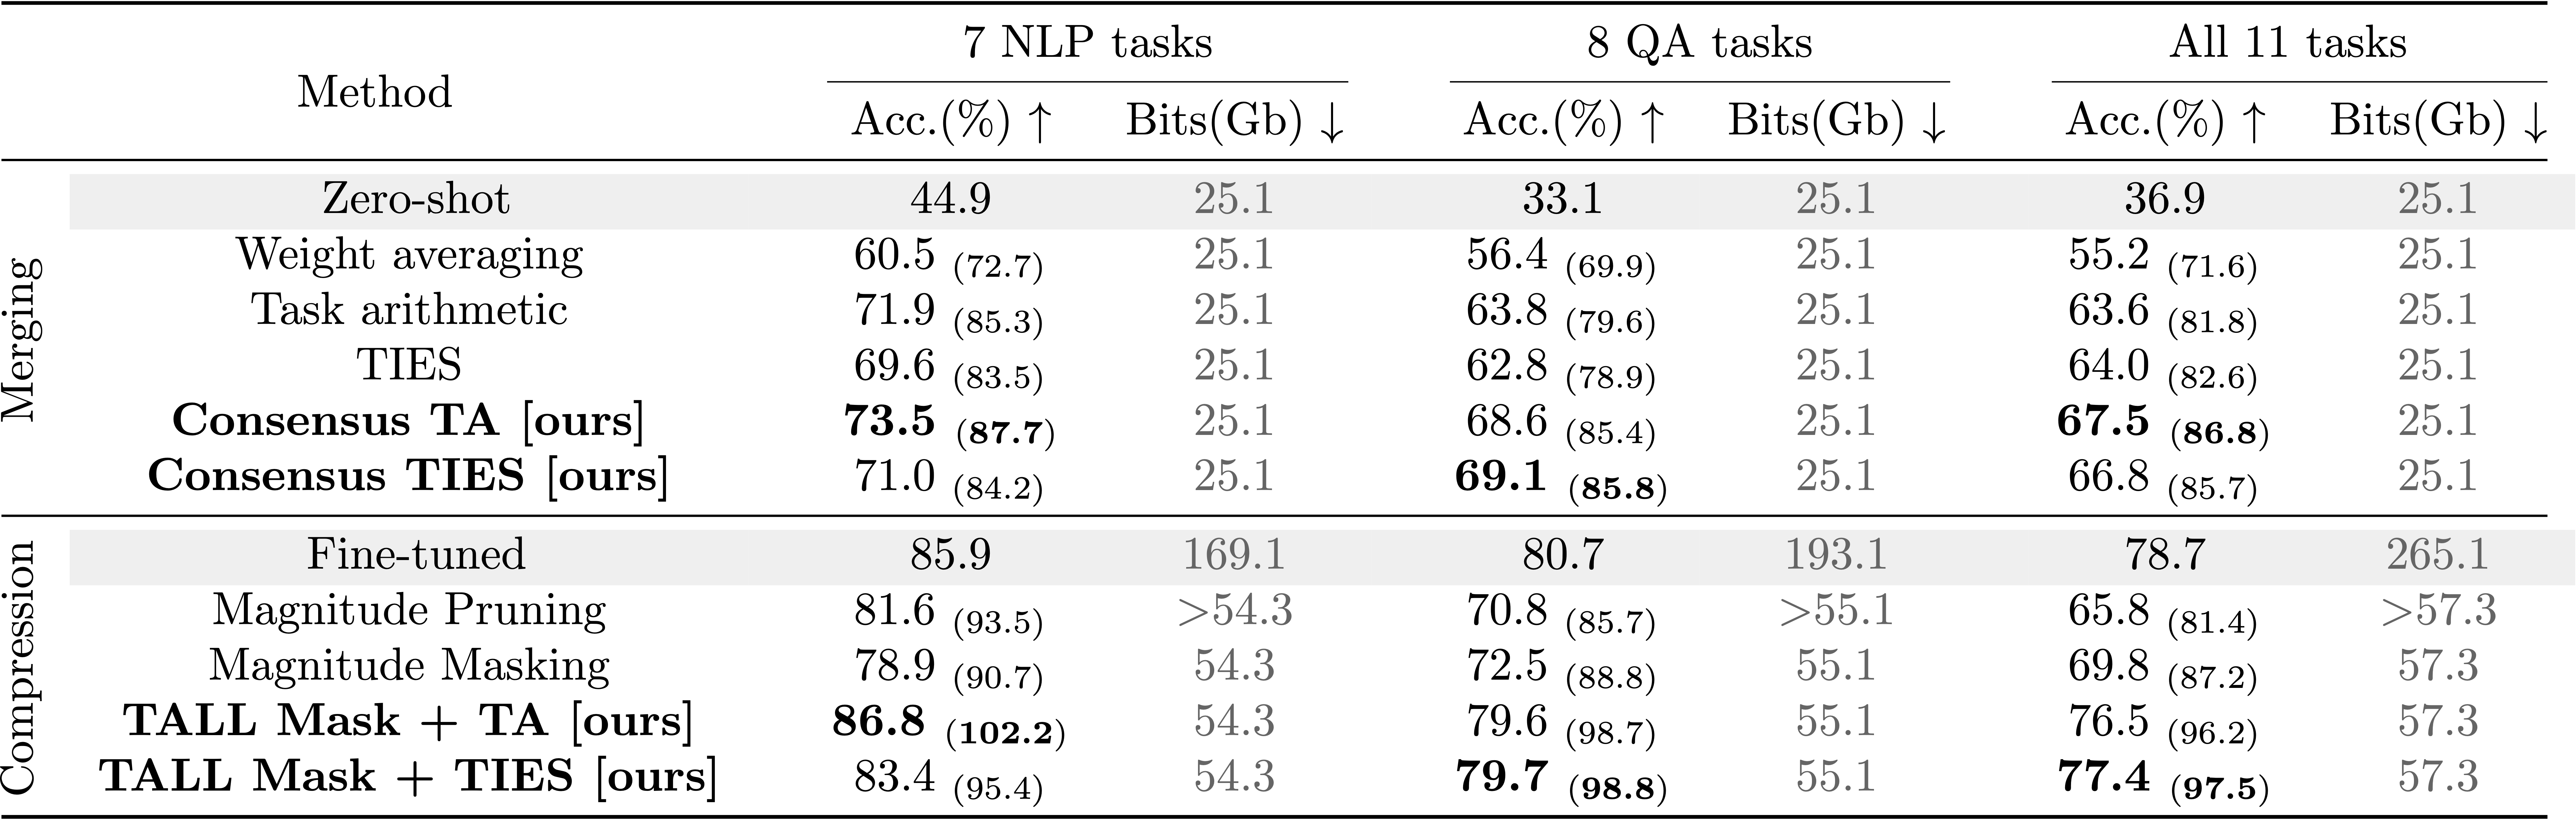 7 NLP tasks 8 QA tasks All 11 tasks
Method
Acc.(%) ↑ Bits(Gb) ↓ Acc.(%) ↑ Bits(Gb) ↓ Acc.(%) ↑ Bits(Gb) ↓
Merging
Zero-shot 44.9 25.1 33.1 25.1 36.9 25.1
Weight averaging 60.5 (72.7) 25.1 56.4 (69.9) 25.1 55.2 (71.6) 25.1
Task arithmetic 71.9 (85.3) 25.1 63.8 (79.6) 25.1 63.6 (81.8) 25.1
TIES 69.6 (83.5) 25.1 62.8 (78.9) 25.1 64.0 (82.6) 25.1
Consensus TA [ours] 73.5 (87.7) 25.1 68.6 (85.4) 25.1 67.5 (86.8) 25.1
Consensus TIES [ours] 71.0 (84.2) 25.1 69.1 (85.8) 25.1 66.8 (85.7) 25.1
Compression
Fine-tuned 85.9 169.1 80.7 193.1 78.7 265.1
Magnitude Pruning 81.6 (93.5) >54.3 70.8 (85.7) >55.1 65.8 (81.4) >57.3
Magnitude Masking 78.9 (90.7) 54.3 72.5 (88.8) 55.1 69.8 (87.2) 57.3
TALL Mask + TA [ours] 86.8 (102.2) 54.3 79.6 (98.7) 55.1 76.5 (96.2) 57.3
TALL Mask + TIES [ours] 83.4 (95.4) 54.3 79.7 (98.8) 55.1 77.4 (97.5) 57.3